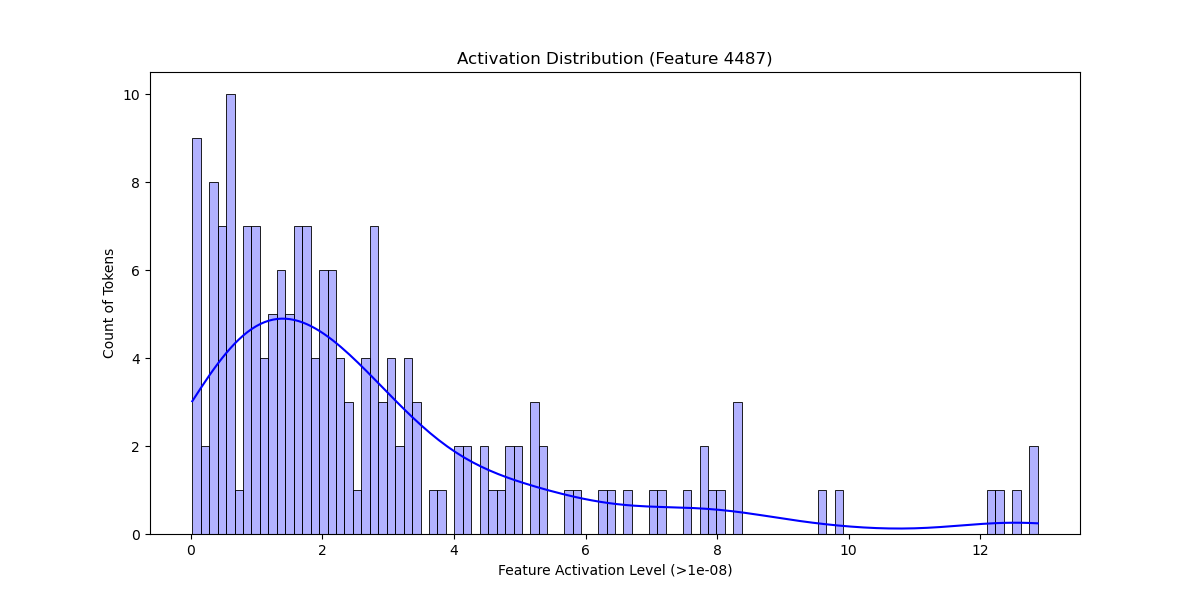 Activation Distribution (Feature 4487)
Count of Tokens
10
8
6
4
2
0
0 2 4 6 8 10 12
Feature Activation Level (>1e-08)